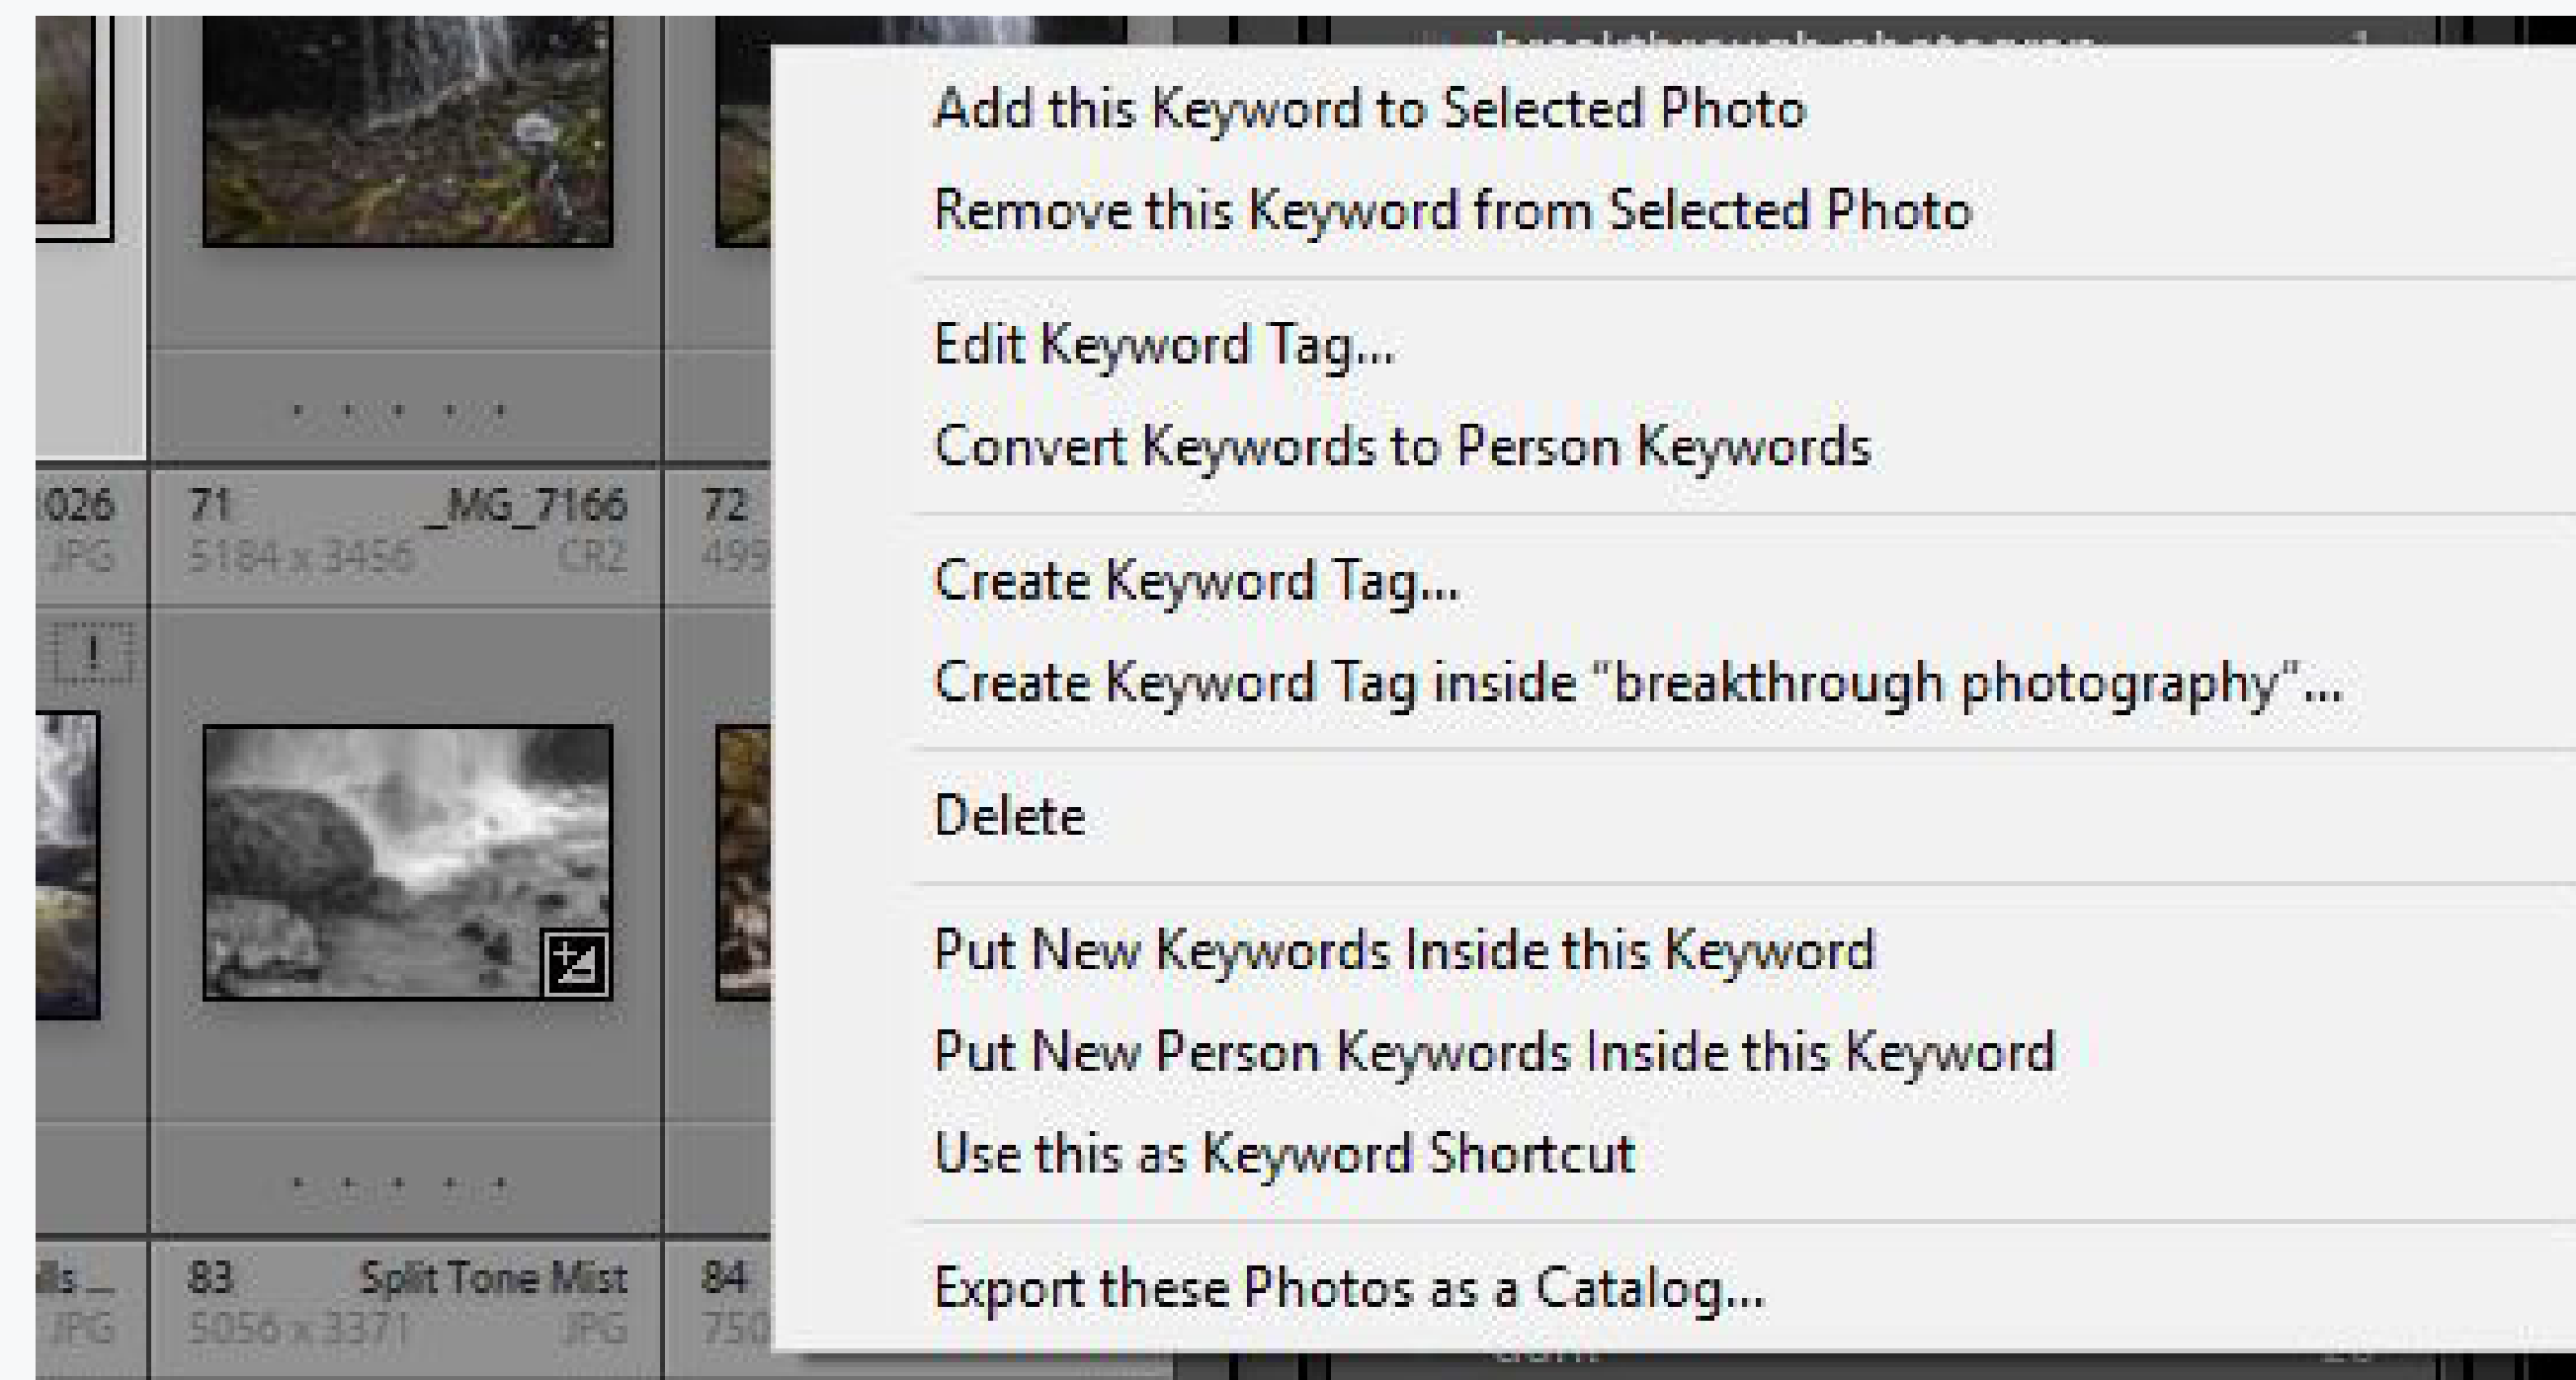 Add this Keyword to Selected Photo
Remove this Keyword from Selected Photo
Edit Keyword Tag...
Convert Keywords to Person Keywords
026 71 _MG_7166 72
JPG 5184 x 3456 CR2 499
Create Keyword Tag...
!
Create Keyword Tag inside “breakthrough photography”...
Delete
Put New Keywords Inside this Keyword
Put New Person Keywords Inside this Keyword
Use this as Keyword Shortcut
83 Split Tone Mist 84
JPG 5056 x 3371 JPG 750
Export these Photos as a Catalog...